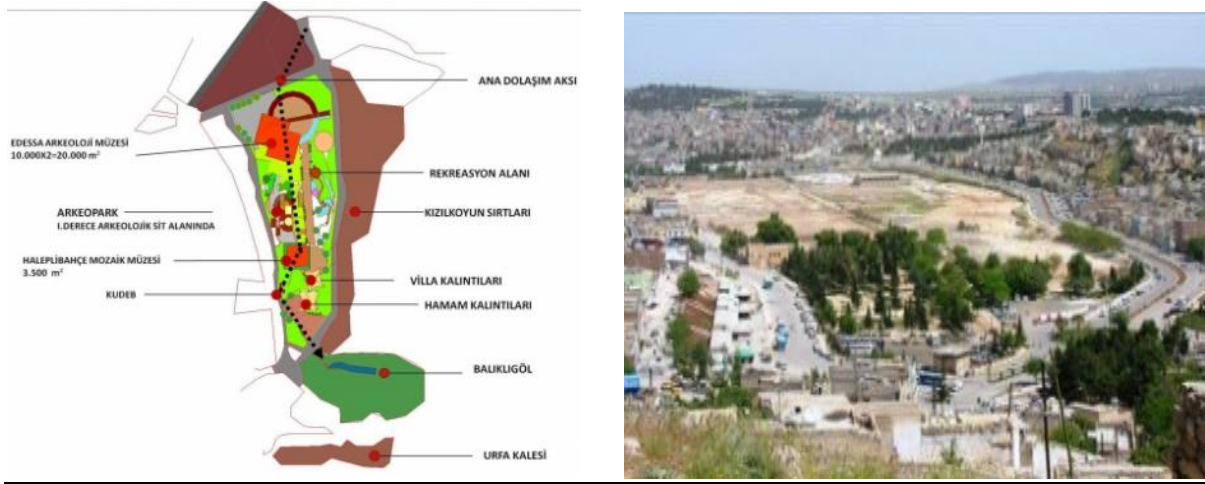 ANA DOLAŞIM AKSI
EDESSA ARKEOLOJİ MÜZESİ
10.000X2=20.000 m²
REKREASYON ALANI
ARKEOPARK
I.DERECE ARKEOLOJİK SİT ALANINDA
KIZILKOYUN SIRTLARI
HALEPLİBAHÇE MOZAİK MÜZESİ
3.500 m²
VİLLA KALINTILARI
KUDEB
HAMAM KALINTILARI
BALIKLIGÖL
URFA KALESİ